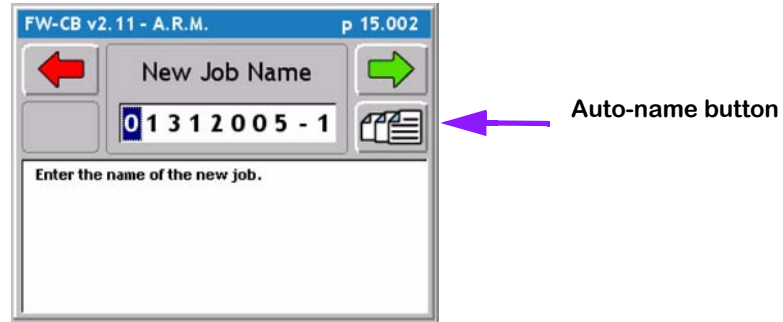 FW-CB v2.11 - A.R.M. p 15.002
New Job Name
01312005-1
Auto-name button
Enter the name of the new job.